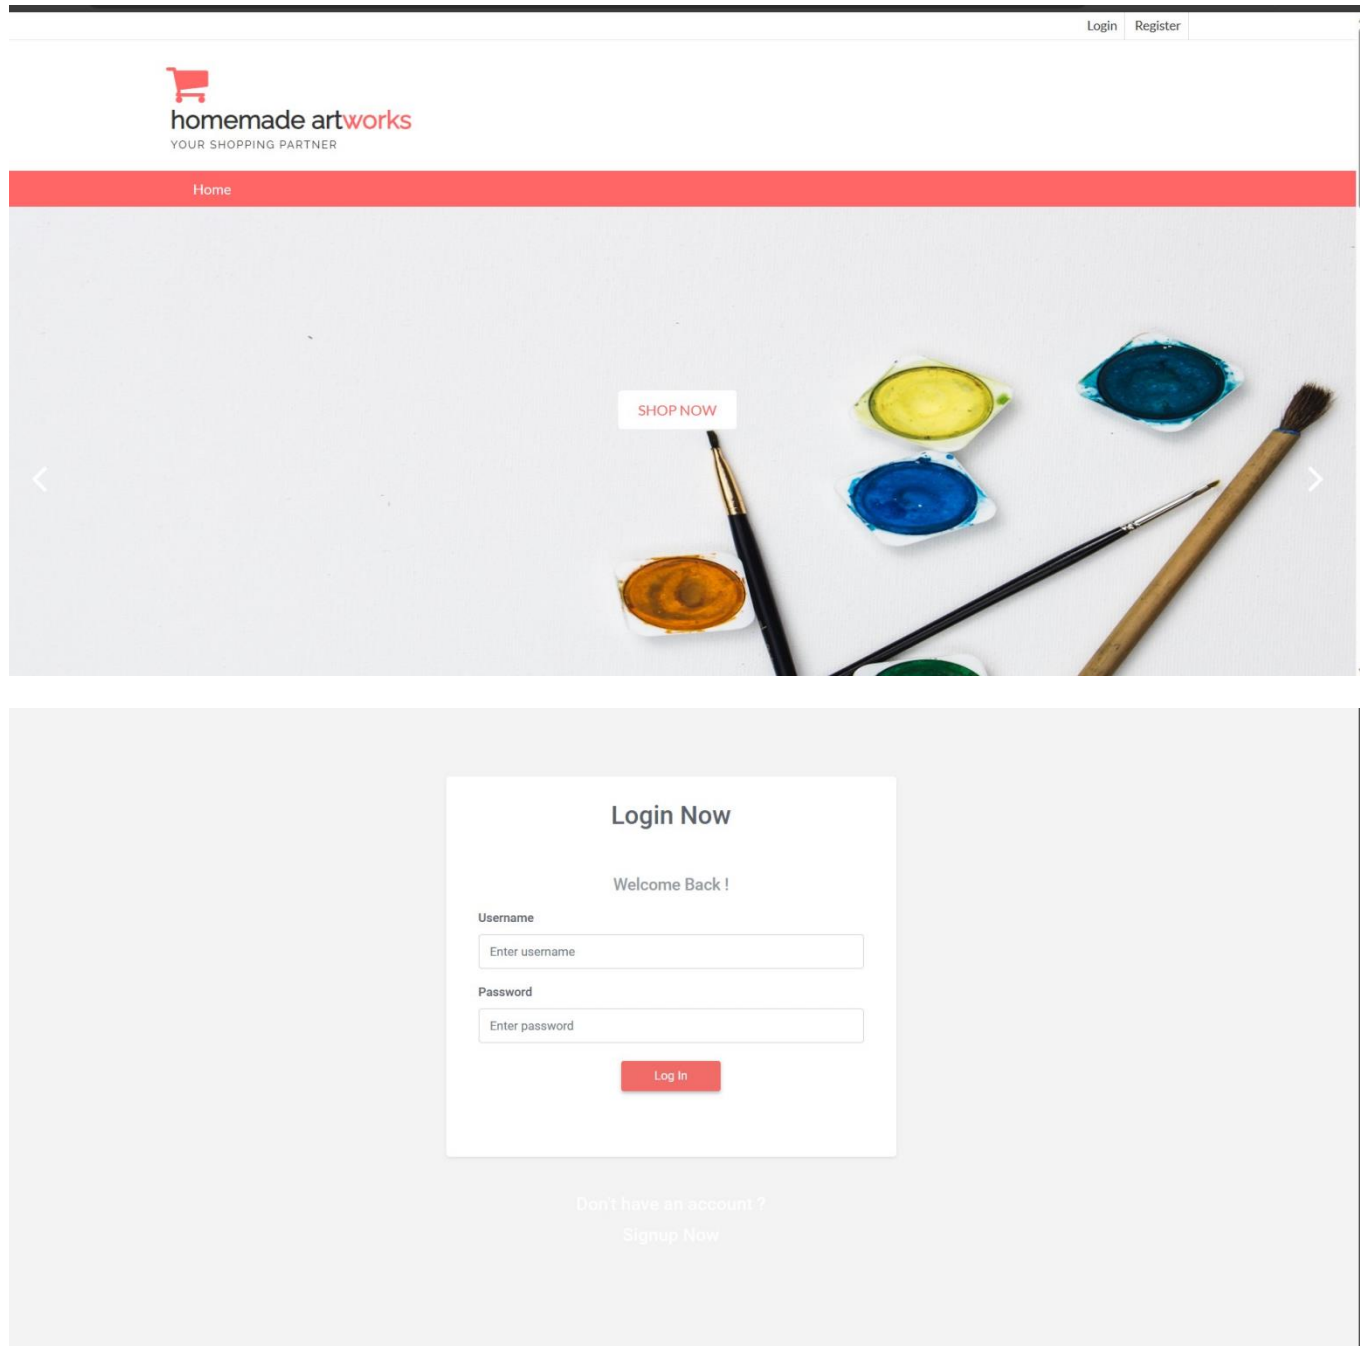 Login Register
homemade artworks
YOUR SHOPPING PARTNER
Home
SHOP NOW
Login Now
Welcome Back !
Username
Enter username
Password
Enter password
Log In
Don't have an account ?
Signup Now